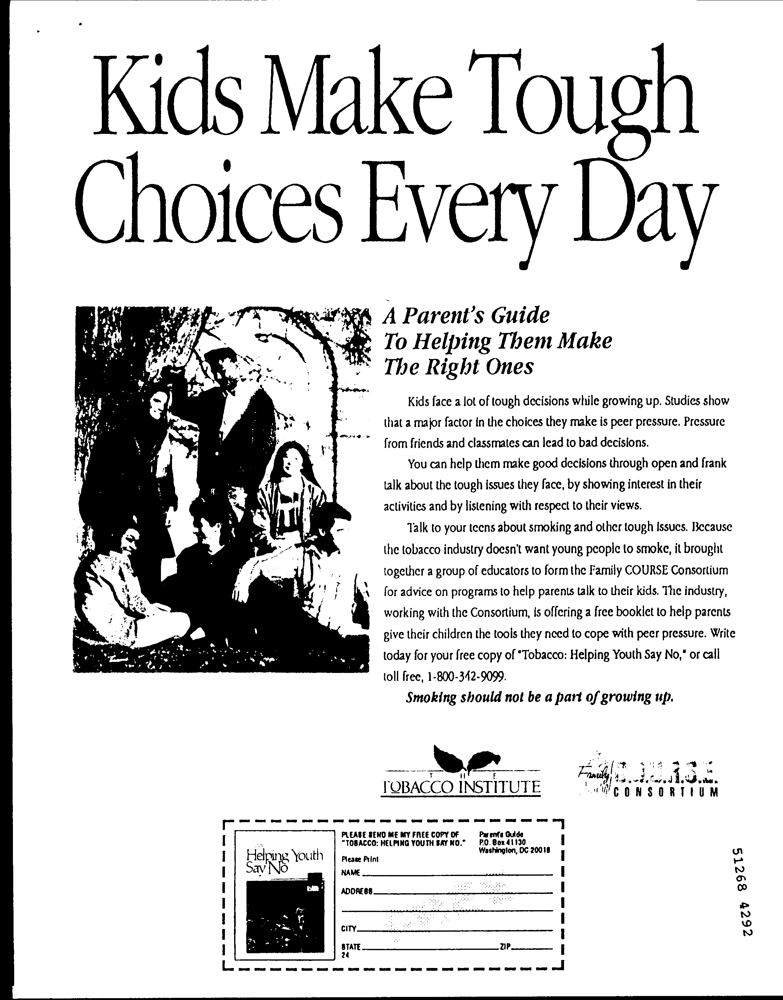 Kids Make Tough
Choices Every Day
A Parent's Guide
To Helping Them Make
The Right Ones
Kids face a lot of tough decisions while growing up. Studies show
that a major factor in the choices they make is peer pressure. Pressure
from friends and classmates can lead to bad decisions.
You can help them make good decisions through open and frank
talk about the tough issues they face, by showing interest in their
activities and by listening with respect to their views.
Talk to your teens about smoking and other tough issues. Because
the tobacco industry doesn't want young people to smoke, it brought
together a group of educators to form the Family COURSE Consortium
for advice on programs to help parents talk to their kids. The industry,
working with the Consortium, is offering a free booklet to help parents
give their children the tools they need to cope with peer pressure. Write
today for your free copy of "Tobacco: Helping Youth Say No," or call
toll free, 1-800-342-9099.
Smoking should not be a part of growing up.
THE
TOBACCO INSTITUTE
Family C.O.U.R.S.E.
CONSORTIUM
Helping Youth
Say No
PLEASE SEND ME MY FREE COPY OF
"TOBACCO: HELPING YOUTH SAY NO."
Parent's Guide
P.O. Box 41130
Washington, DC 20018
Please Print
NAME
ADDRESS
CITY
STATE ZIP
24
51268 4292